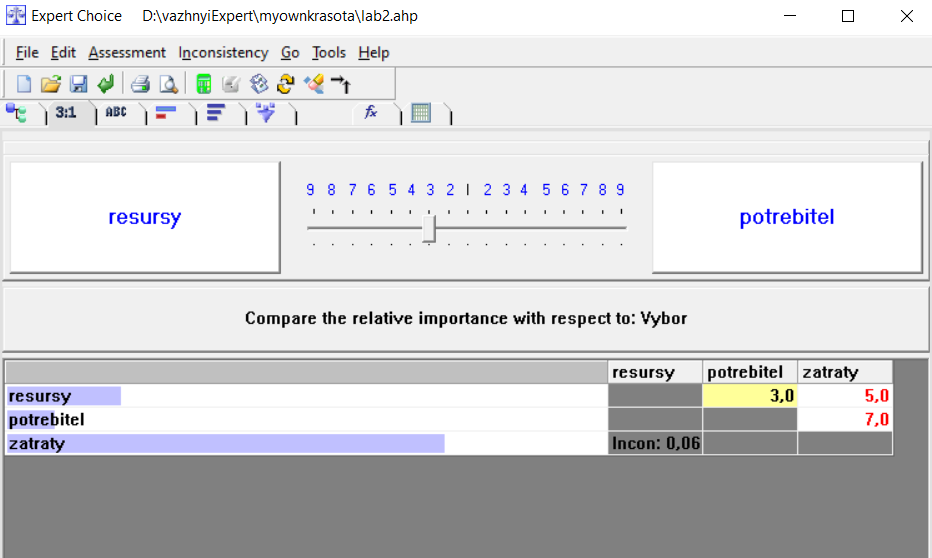 Expert Choice D:\vazhnyiExpert\myownkrasota\lab2.ahp
File Edit Assessment Inconsistency Go Tools Help
3:1 ABC fx
9 8 7 6 5 4 3 2 1 2 3 4 5 6 7 8 9
resursy potrebitel
Compare the relative importance with respect to: Vybor
resursy potrebitel zatraty
resursy 3,0 5,0
potrebitel 7,0
zatraty Incon: 0,06